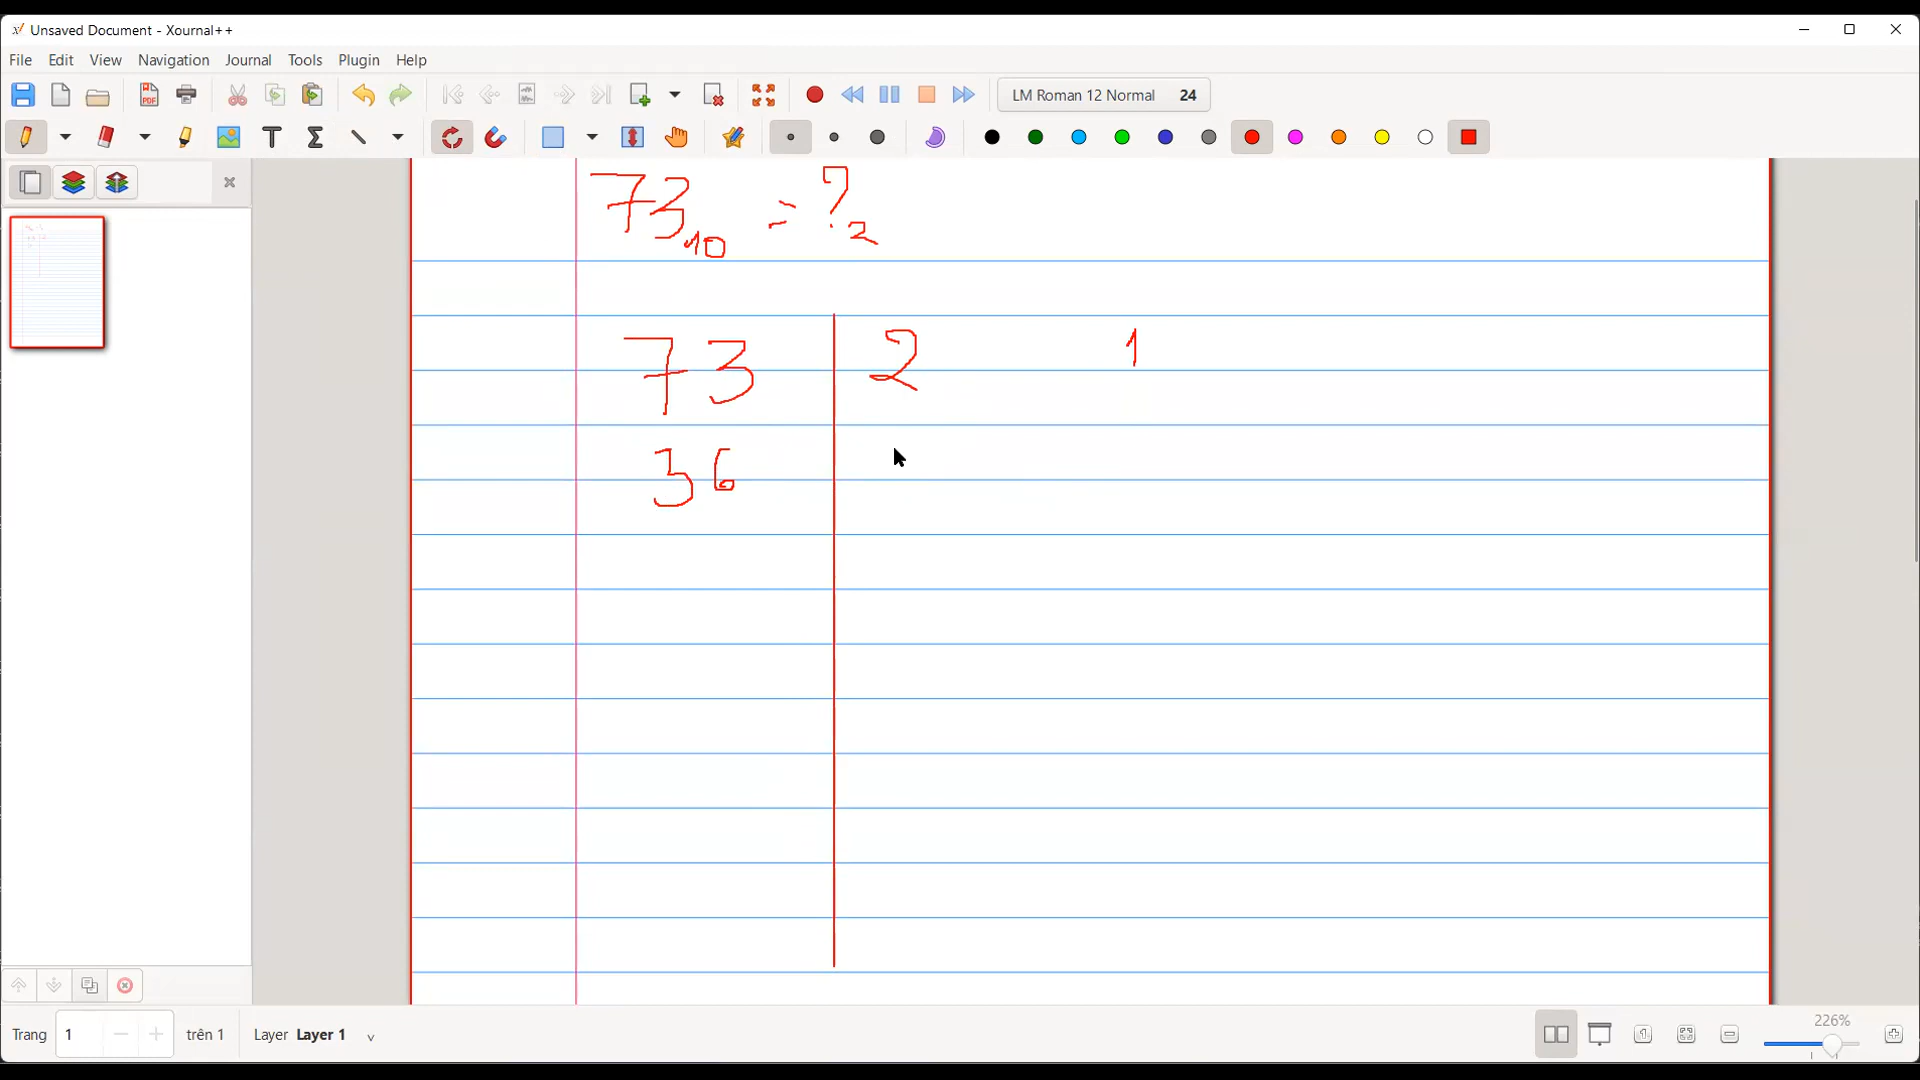 Unsaved Document - Xournal++
File Edit View Navigation Journal Tools Plugin Help
LM Roman 12 Normal 24
73₁₀ = ?₂
73 2 1
36
Trang 1 trên 1 Layer Layer 1
226%